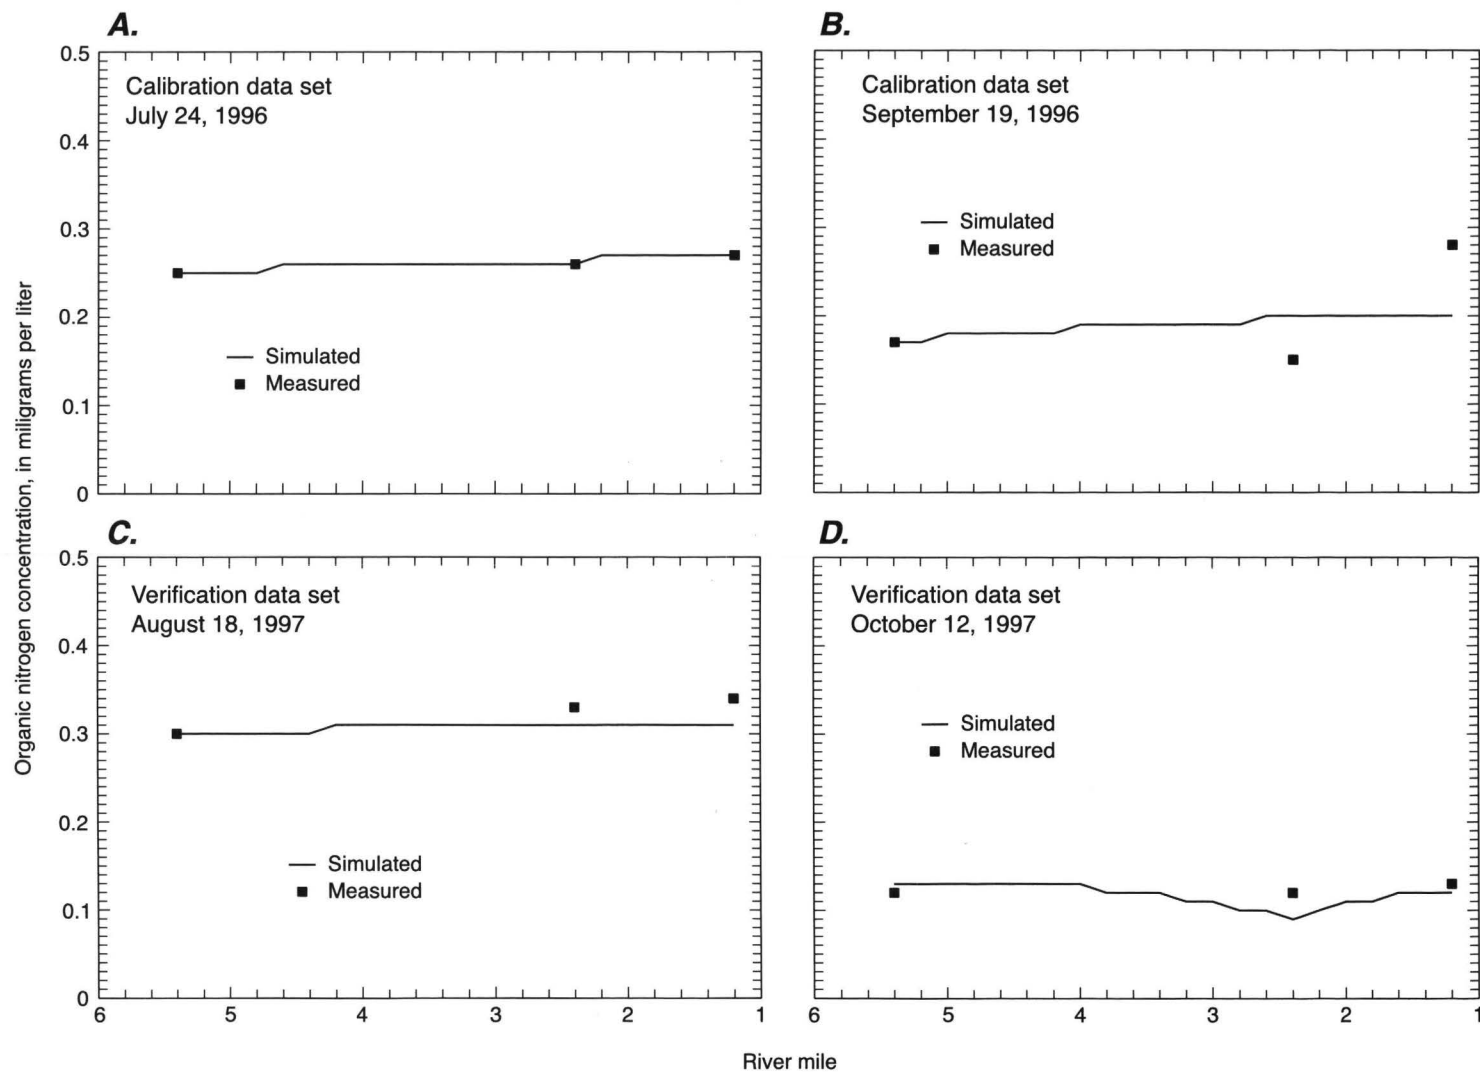 A.
B.
0.5
0.4
0.3
0.2
0.1
0
Calibration data set
July 24, 1996
Simulated
Measured
Calibration data set
September 19, 1996
Simulated
Measured
Organic nitrogen concentration, in miligrams per liter
C.
D.
0.5
0.4
0.3
0.2
0.1
0
Verification data set
August 18, 1997
Simulated
Measured
Verification data set
October 12, 1997
Simulated
Measured
6 5 4 3 2 1
6 5 4 3 2 1
River mile